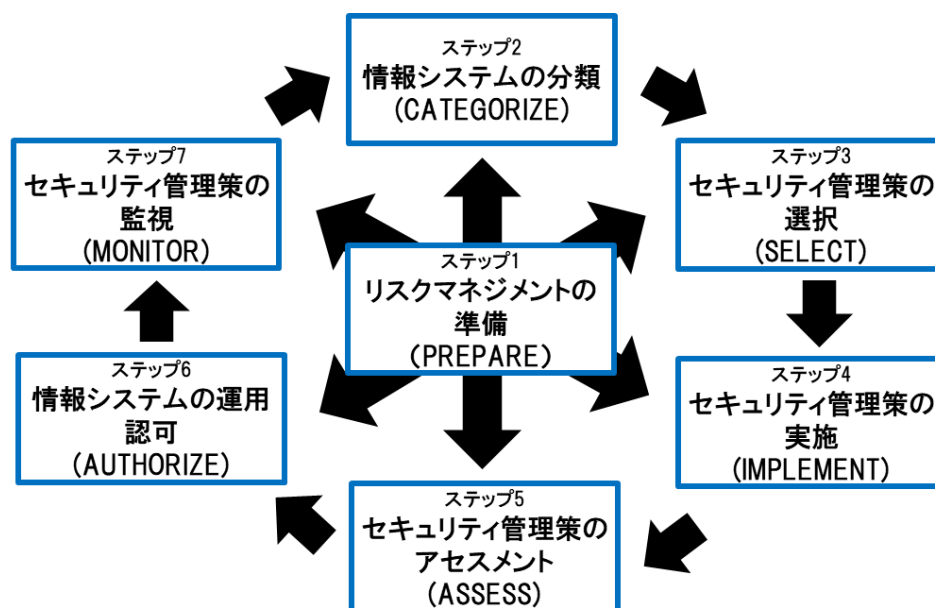 ステップ2
情報システムの分類
(CATEGORIZE)
ステップ7
セキュリティ管理策の
監視
(MONITOR)
ステップ3
セキュリティ管理策の
選択
(SELECT)
ステップ1
リスクマネジメントの
準備
(PREPARE)
ステップ6
情報システムの運用
認可
(AUTHORIZE)
ステップ4
セキュリティ管理策の
実施
(IMPLEMENT)
ステップ5
セキュリティ管理策の
アセスメント
(ASSESS)